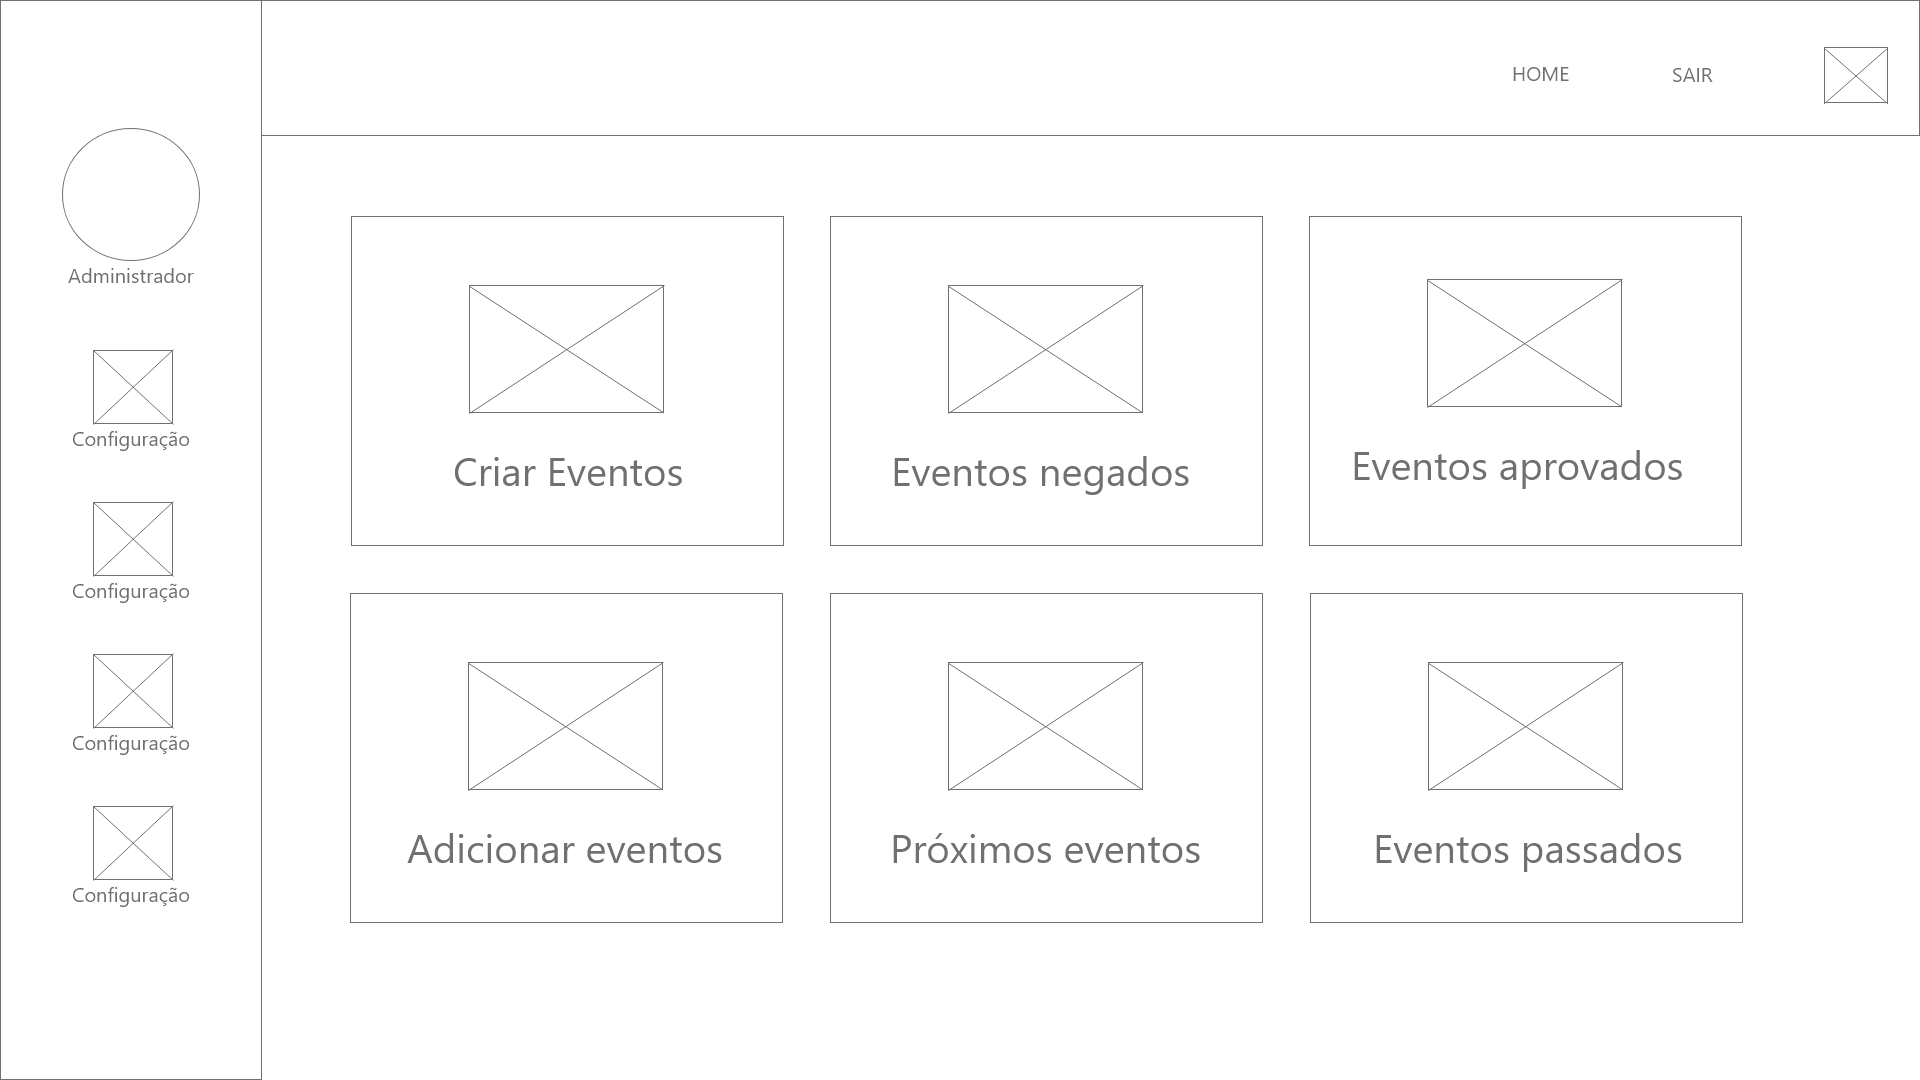 HOME
SAIR
Administrador
Configuração
Configuração
Configuração
Configuração
Criar Eventos
Eventos negados
Eventos aprovados
Adicionar eventos
Próximos eventos
Eventos passados